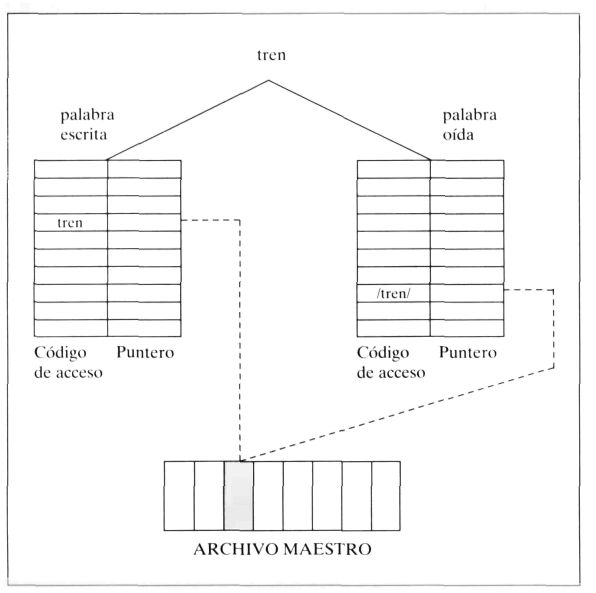 tren
palabra
escrita
palabra
oída
tren
/tren/
Código
de acceso
Puntero
Código
de acceso
Puntero
ARCHIVO MAESTRO